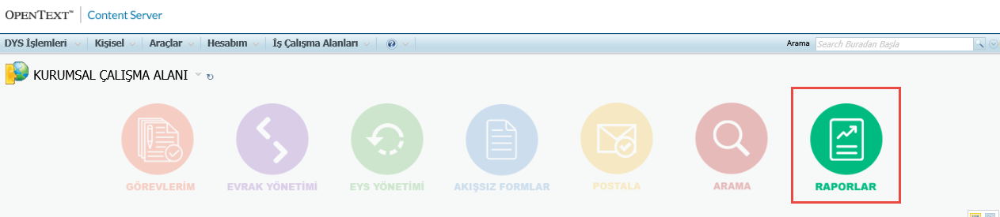 OPENTEXT™ | Content Server
DYS İşlemleri Kişisel Araçlar Hesabım İş Çalışma Alanları Arama Search Buradan Başla
KURUMSAL ÇALIŞMA ALANI
GÖREVLERİM EVRAK YÖNETİMİ EYS YÖNETİMİ AKIŞSIZ FORMLAR POSTALA ARAMA RAPORLAR